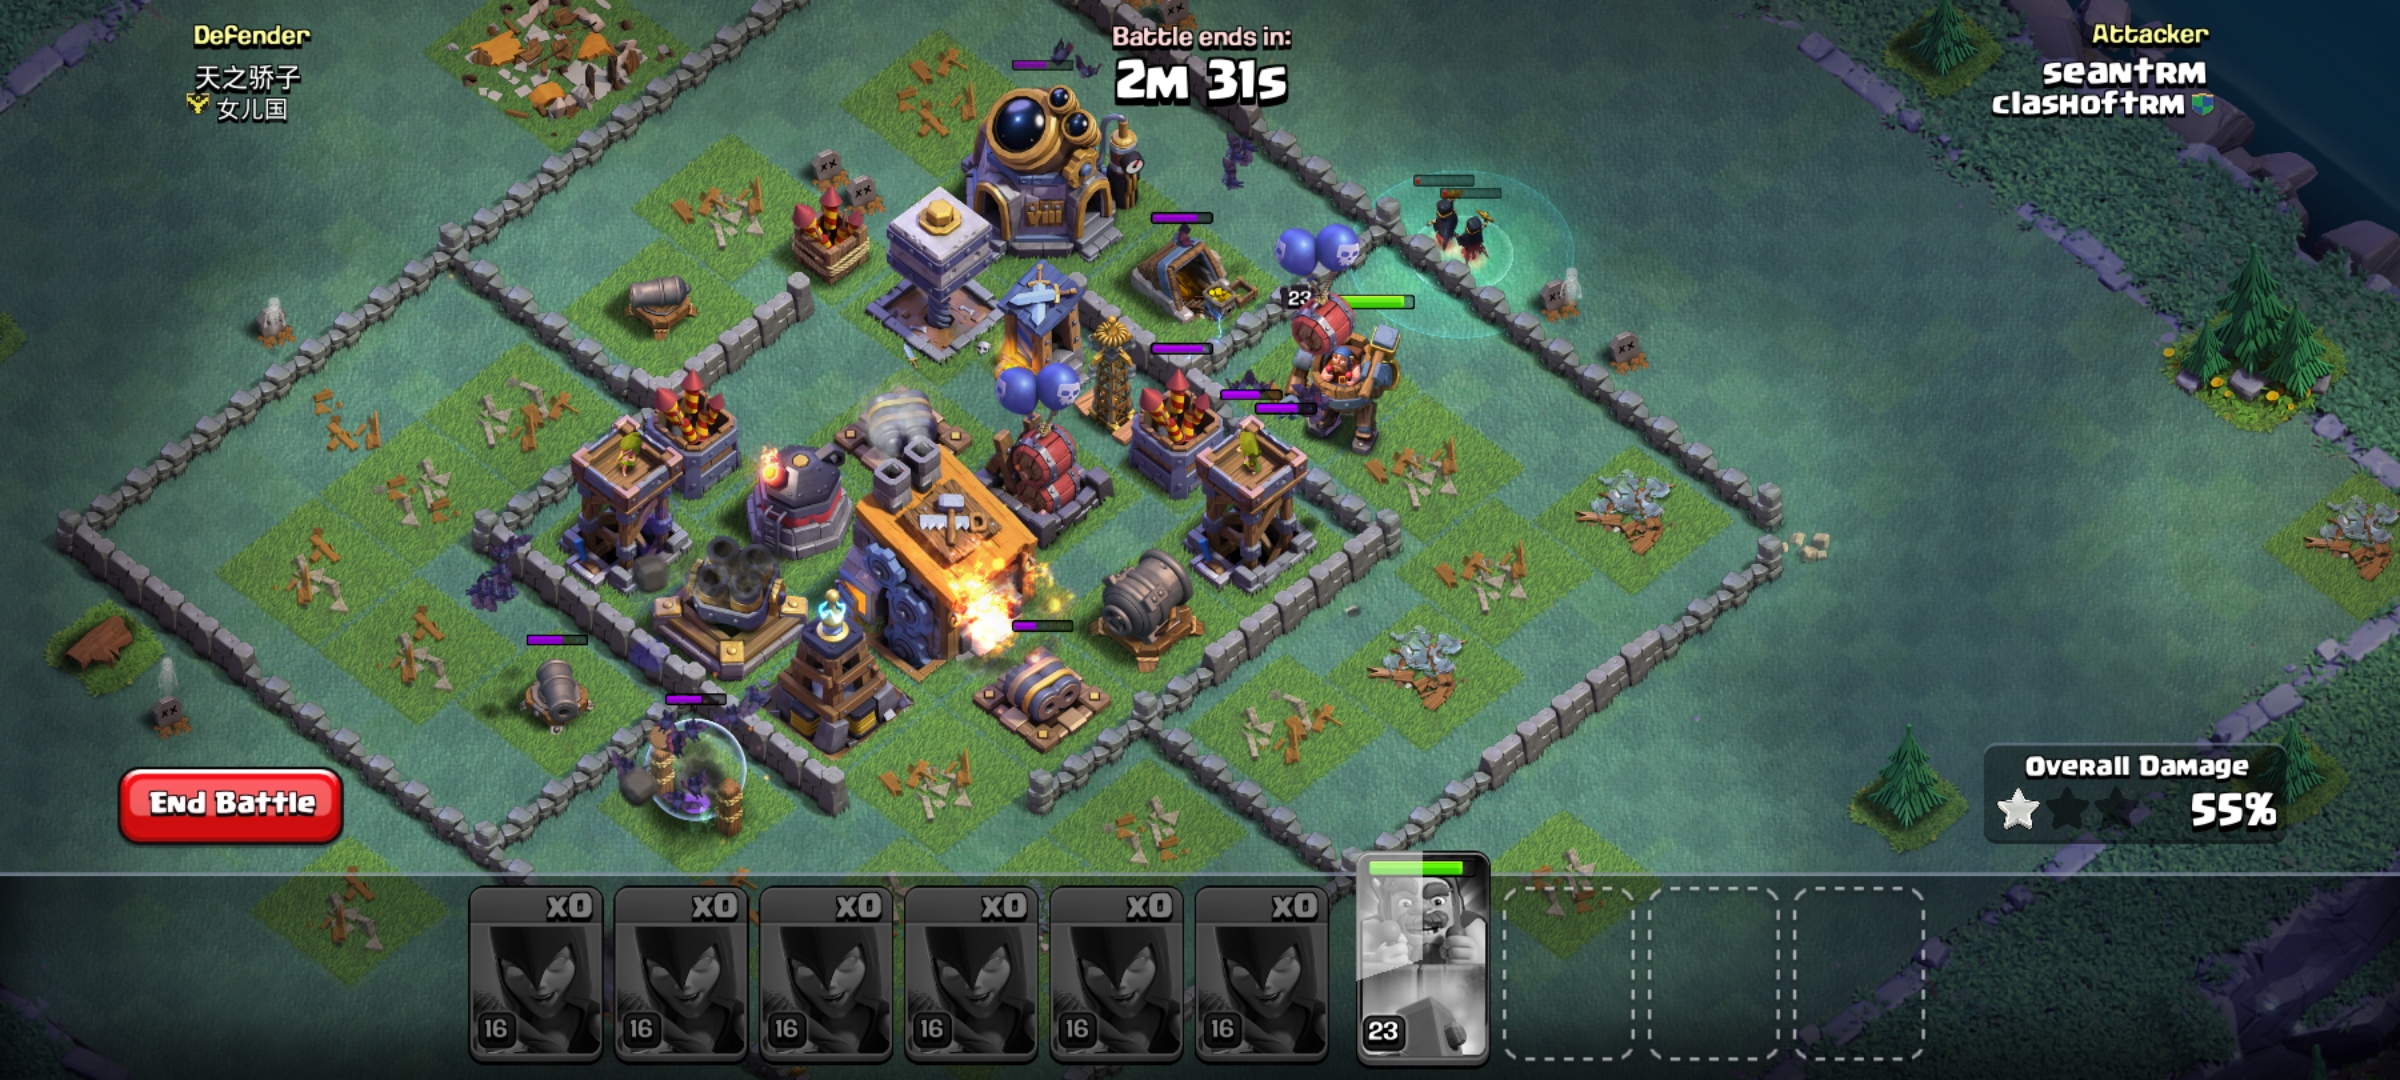 Defender
天之骄子
女儿国
Battle ends in:
2M 31s
Attacker
seantRM
clashoftRM
VIII
23
End Battle
Overall Damage
55%
x0
x0
x0
x0
x0
x0
16
16
16
16
16
16
23